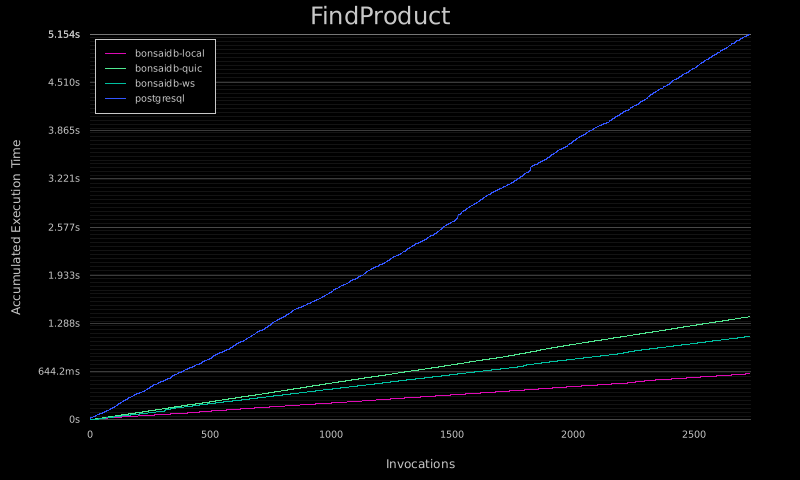 FindProduct
5.154s
4.510s
3.865s
3.221s
2.577s
1.933s
1.288s
644.2ms
0s
bonsaidb-local
bonsaidb-quic
bonsaidb-ws
postgresql
Accumulated Execution Time
0 500 1000 1500 2000 2500
Invocations